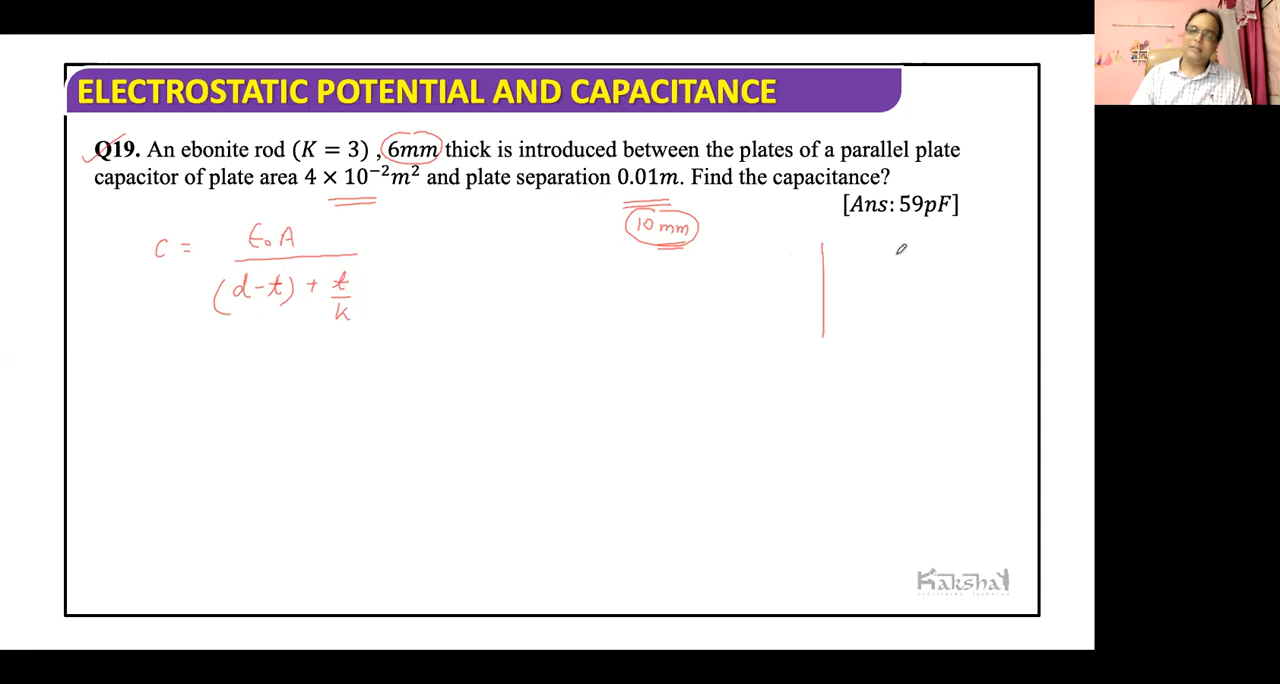 ELECTROSTATIC POTENTIAL AND CAPACITANCE
Q19. An ebonite rod (K = 3) , 6mm thick is introduced between the plates of a parallel plate
capacitor of plate area 4 × 10⁻²m² and plate separation 0.01m. Find the capacitance?
[Ans: 59pF]
10 mm
C = ε₀A
(d-t) + t
k
Kaksha